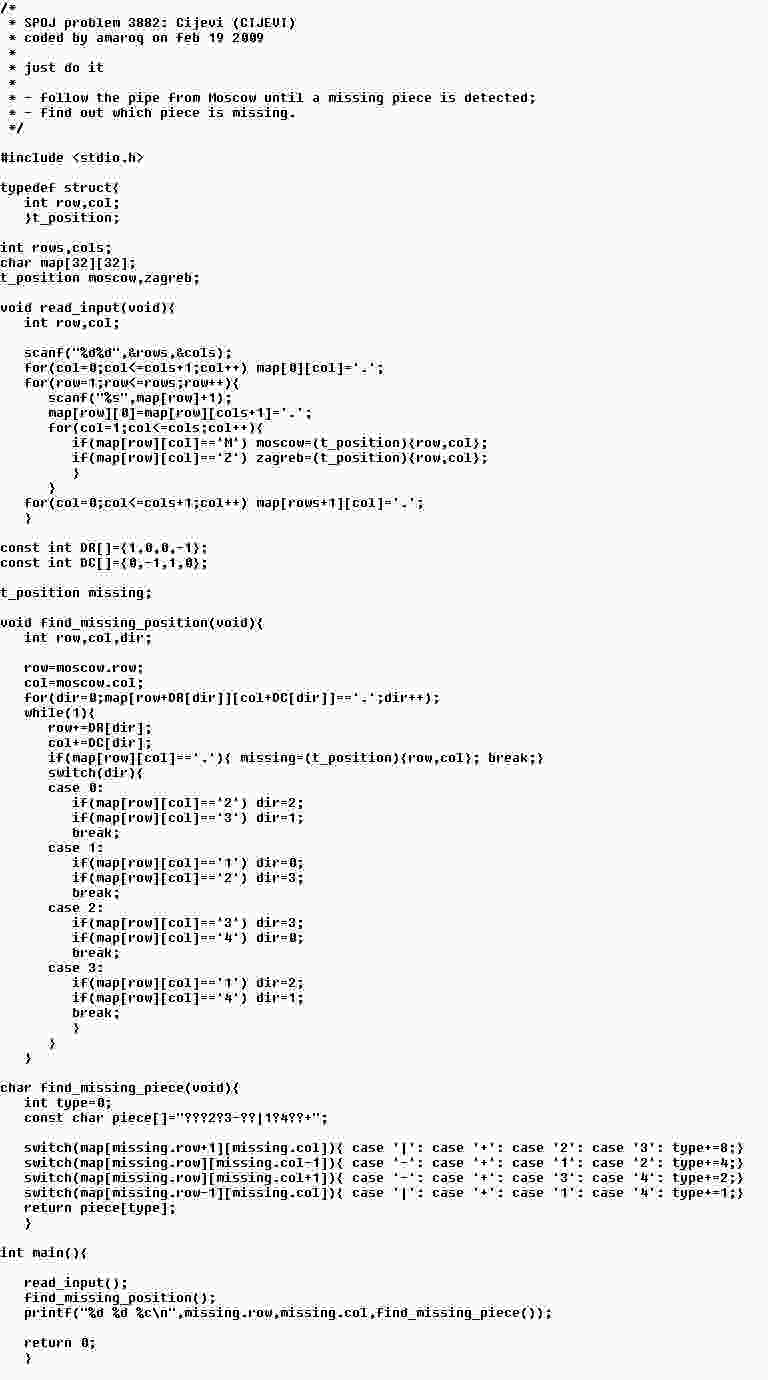 /*
 * SPOJ problem 3882: Cijevi (CIJEVI)
 * coded by amaroq on feb 19 2009
 *
 * just do it
 *
 * - follow the pipe from Moscow until a missing piece is detected;
 * - find out which piece is missing.
 */

#include <stdio.h>

typedef struct{
   int row,col;
   }t_position;

int rows,cols;
char map[32][32];
t_position moscow,zagreb;

void read_input(void){
   int row,col;

   scanf("%d%d",&rows,&cols);
   for(col=0;col<=cols+1;col++) map[0][col]='.';
   for(row=1;row<=rows;row++){
      scanf("%s",map[row]+1);
      map[row][0]=map[row][cols+1]='.';
      for(col=1;col<=cols;col++){
         if(map[row][col]=='M') moscow=(t_position){row,col};
         if(map[row][col]=='Z') zagreb=(t_position){row,col};
         }
      }
   for(col=0;col<=cols+1;col++) map[rows+1][col]='.';
   }

const int DR[]={1,0,0,-1};
const int DC[]={0,-1,1,0};

t_position missing;

void find_missing_position(void){
   int row,col,dir;

   row=moscow.row;
   col=moscow.col;
   for(dir=0;map[row+DR[dir]][col+DC[dir]]=='.';dir++);
   while(1){
      row+=DR[dir];
      col+=DC[dir];
      if(map[row][col]=='.'){ missing=(t_position){row,col}; break;}
      switch(dir){
      case 0:
         if(map[row][col]=='2') dir=2;
         if(map[row][col]=='3') dir=1;
         break;
      case 1:
         if(map[row][col]=='1') dir=0;
         if(map[row][col]=='2') dir=3;
         break;
      case 2:
         if(map[row][col]=='3') dir=3;
         if(map[row][col]=='4') dir=0;
         break;
      case 3:
         if(map[row][col]=='1') dir=2;
         if(map[row][col]=='4') dir=1;
         break;
         }
      }
   }

char find_missing_piece(void){
   int type=0;
   const char piece[]="???2?3-??|1?4??+";

   switch(map[missing.row+1][missing.col]){ case '|': case '+': case '2': case '3': type+=8;}
   switch(map[missing.row][missing.col-1]){ case '-': case '+': case '1': case '2': type+=4;}
   switch(map[missing.row][missing.col+1]){ case '-': case '+': case '3': case '4': type+=2;}
   switch(map[missing.row-1][missing.col]){ case '|': case '+': case '1': case '4': type+=1;}
   return piece[type];
   }

int main(){

   read_input();
   find_missing_position();
   printf("%d %d %c\n",missing.row,missing.col,find_missing_piece());

   return 0;
   }